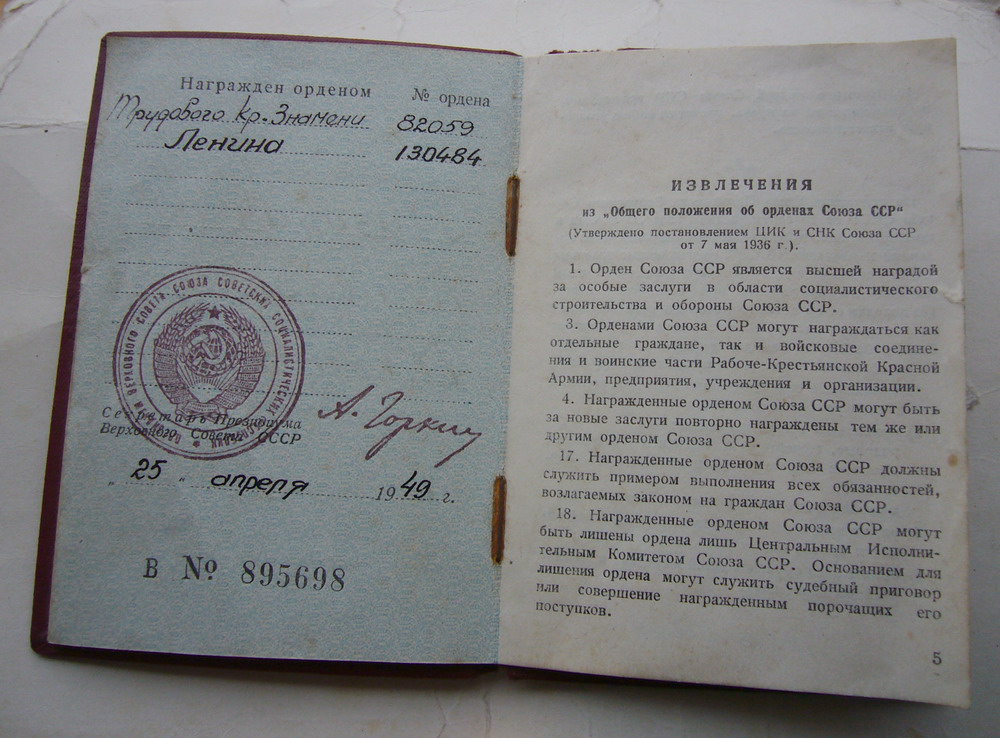 Награжден орденом № ордена
Трудового Кр. Знамени 82059
Ленина 130484
Секретарь Президиума
Верховного Совета СССР
А. Горкин
„25“ апреля 1949 г.
В № 895698
ИЗВЛЕЧЕНИЯ
из „Общего положения об орденах Союза ССР“
(Утверждено постановлением ЦИК и СНК Союза ССР
от 7 мая 1936 г.).
1. Орден Союза ССР является высшей наградой
за особые заслуги в области социалистического
строительства и обороны Союза ССР.
3. Орденами Союза ССР могут награждаться как
отдельные граждане, так и войсковые соедине-
ния и воинские части Рабоче-Крестьянской Красной
Армии, предприятия, учреждения и организации.
4. Награжденные орденом Союза ССР могут быть
за новые заслуги повторно награждены тем же или
другим орденом Союза ССР.
17. Награжденные орденом Союза ССР должны
служить примером выполнения всех обязанностей,
возлагаемых законом на граждан Союза ССР.
18. Награжденные орденом Союза ССР могут
быть лишены ордена лишь Центральным Исполни-
тельным Комитетом Союза ССР. Основанием для
лишения ордена могут служить судебный приговор
или совершение награжденным порочащих его
поступков.
5